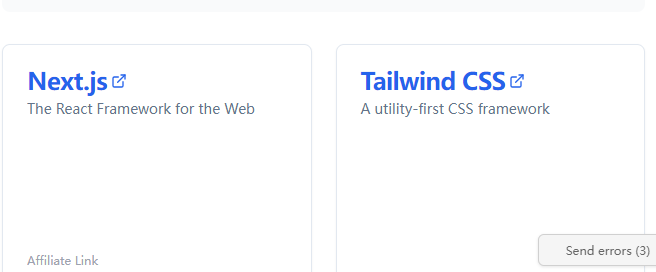 Next.js
The React Framework for the Web
Affiliate Link
Tailwind CSS
A utility-first CSS framework
Send errors (3)